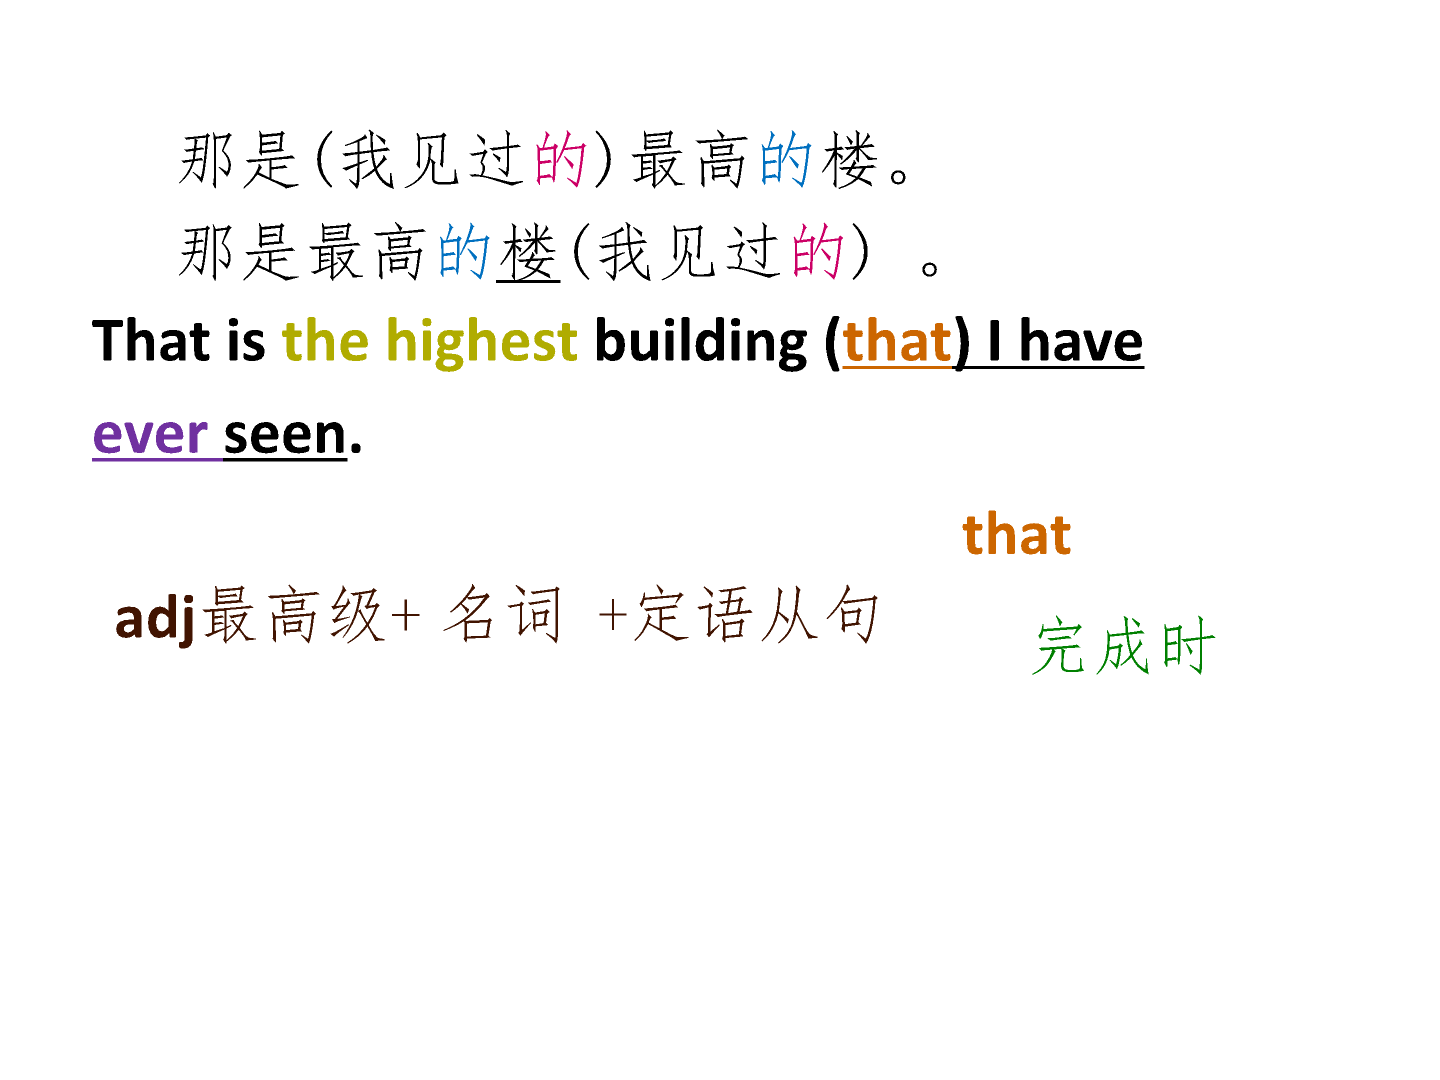 那是(我见过的)最高的楼。
那是最高的楼(我见过的) 。
That is the highest building (that) I have
ever seen.
that
adj最高级+ 名词 +定语从句
完成时